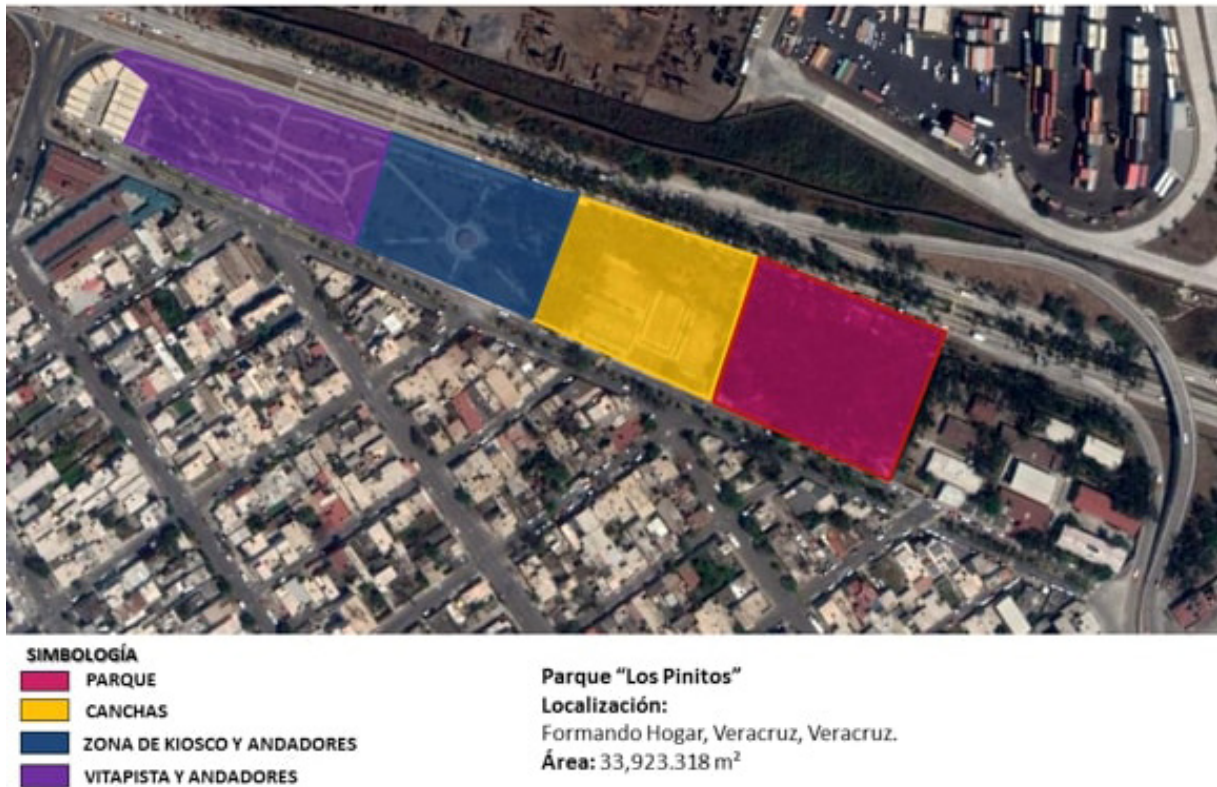 SIMBOLOGÍA
PARQUE
CANCHAS
ZONA DE KIOSCO Y ANDADORES
VITAPISTA Y ANDADORES
Parque “Los Pinitos”
Localización:
Formando Hogar, Veracruz, Veracruz.
Área: 33,923.318 m²